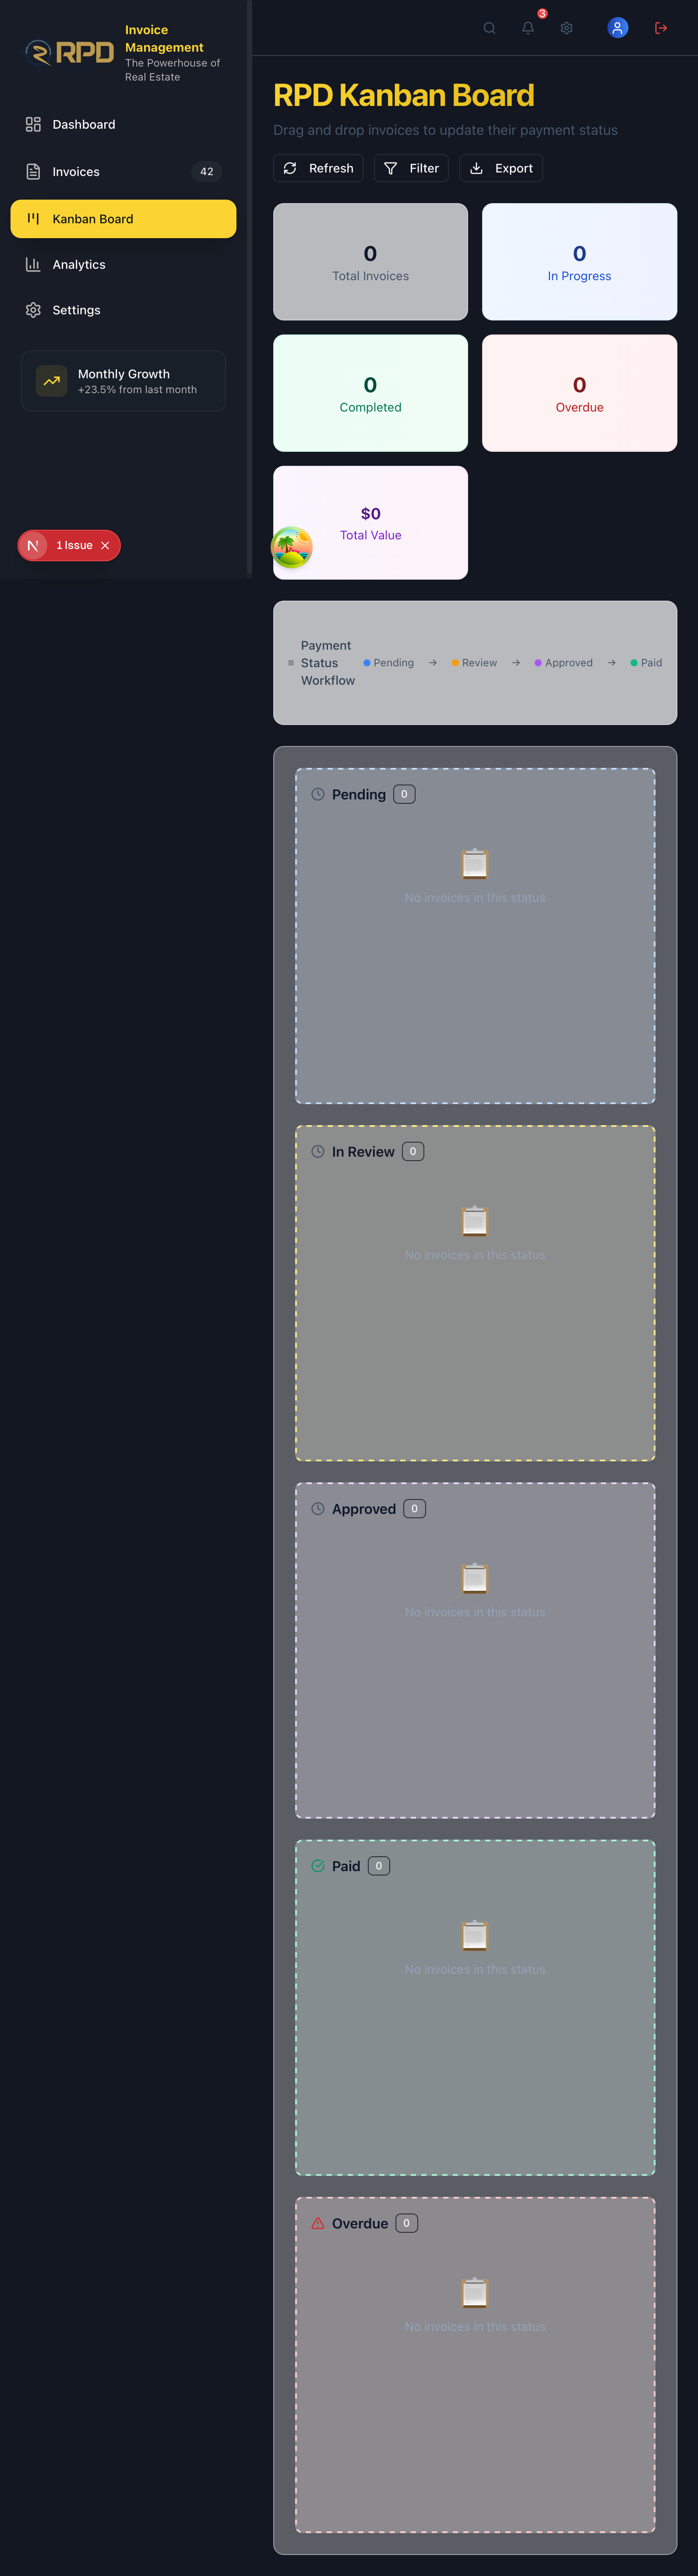 RPD
Invoice
Management
The Powerhouse of
Real Estate
Dashboard
Invoices 42
Kanban Board
Analytics
Settings
Monthly Growth
+23.5% from last month
N 1 Issue
3
RPD Kanban Board
Drag and drop invoices to update their payment status
Refresh Filter Export
0
Total Invoices
0
In Progress
0
Completed
0
Overdue
$0
Total Value
Payment
Status
Workflow
Pending → Review → Approved → Paid
Pending 0
No invoices in this status
In Review 0
No invoices in this status
Approved 0
No invoices in this status
Paid 0
No invoices in this status
Overdue 0
No invoices in this status